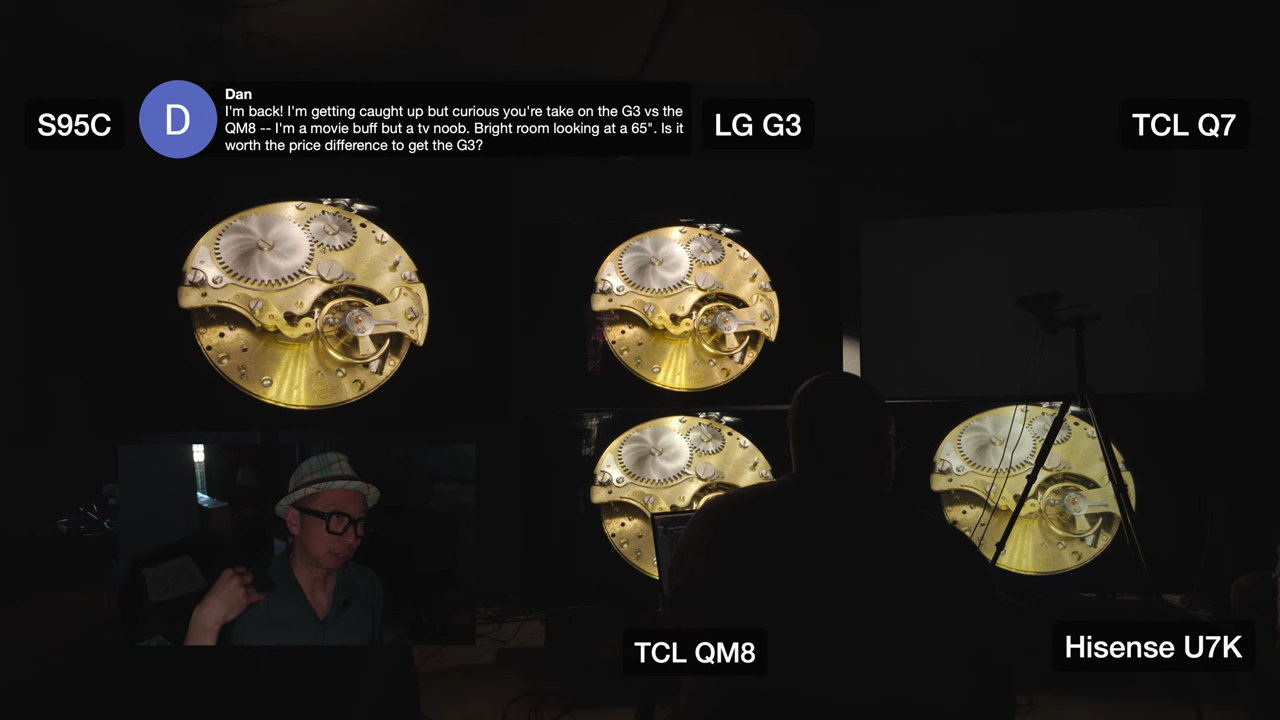 S95C
D
Dan
I'm back! I'm getting caught up but curious you're take on the G3 vs the
QM8 -- I'm a movie buff but a tv noob. Bright room looking at a 65". Is it
worth the price difference to get the G3?
LG G3
TCL Q7
TCL QM8
Hisense U7K